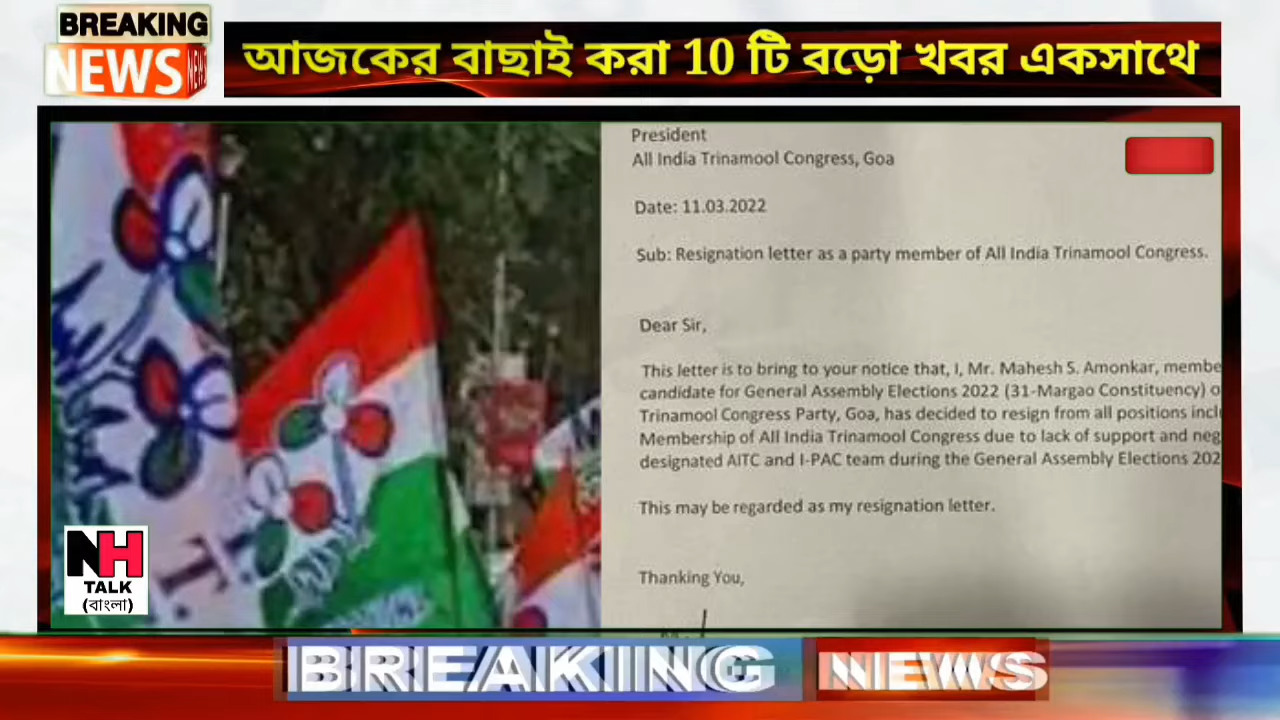 BREAKING
NEWS
NEWS
আজকের বাছাই করা 10 টি বড়ো খবর একসাথে
President
All India Trinamool Congress, Goa
Date: 11.03.2022
Sub: Resignation letter as a party member of All India Trinamool Congress.
Dear Sir,
This letter is to bring to your notice that, I, Mr. Mahesh S. Amonkar, membe
candidate for General Assembly Elections 2022 (31-Margao Constituency) o
Trinamool Congress Party, Goa, has decided to resign from all positions incl
Membership of All India Trinamool Congress due to lack of support and neg
designated AITC and I-PAC team during the General Assembly Elections 202
This may be regarded as my resignation letter.
Thanking You,
NH
TALK
(বাংলা)
BREAKING NEWS